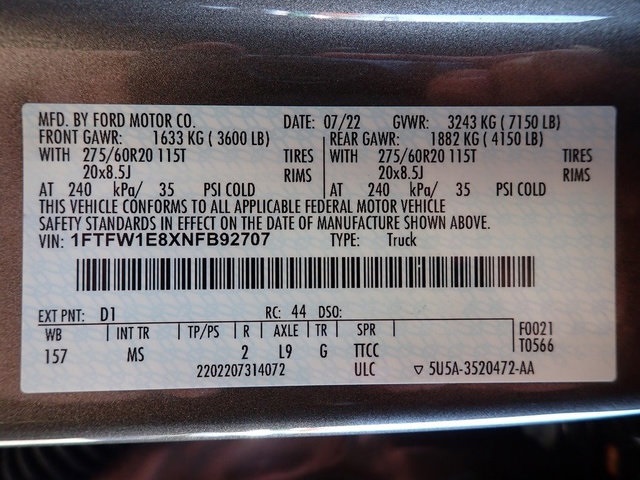 MFD. BY FORD MOTOR CO. DATE: 07/22 GVWR: 3243 KG ( 7150 LB)
FRONT GAWR: 1633 KG ( 3600 LB) REAR GAWR: 1882 KG ( 4150 LB)
WITH 275/60R20 115T TIRES WITH 275/60R20 115T TIRES
20x8.5J RIMS 20x8.5J RIMS
AT 240 kPa/ 35 PSI COLD AT 240 kPa/ 35 PSI COLD
THIS VEHICLE CONFORMS TO ALL APPLICABLE FEDERAL MOTOR VEHICLE
SAFETY STANDARDS IN EFFECT ON THE DATE OF MANUFACTURE SHOWN ABOVE.
VIN: 1FTFW1E8XNFB92707 TYPE: Truck
EXT PNT: D1 RC: 44 DSO:
WB INT TR TP/PS R AXLE TR SPR F0021
157 MS 2 L9 G TTCC T0566
2202207314072 ULC ▽ 5U5A-3520472-AA